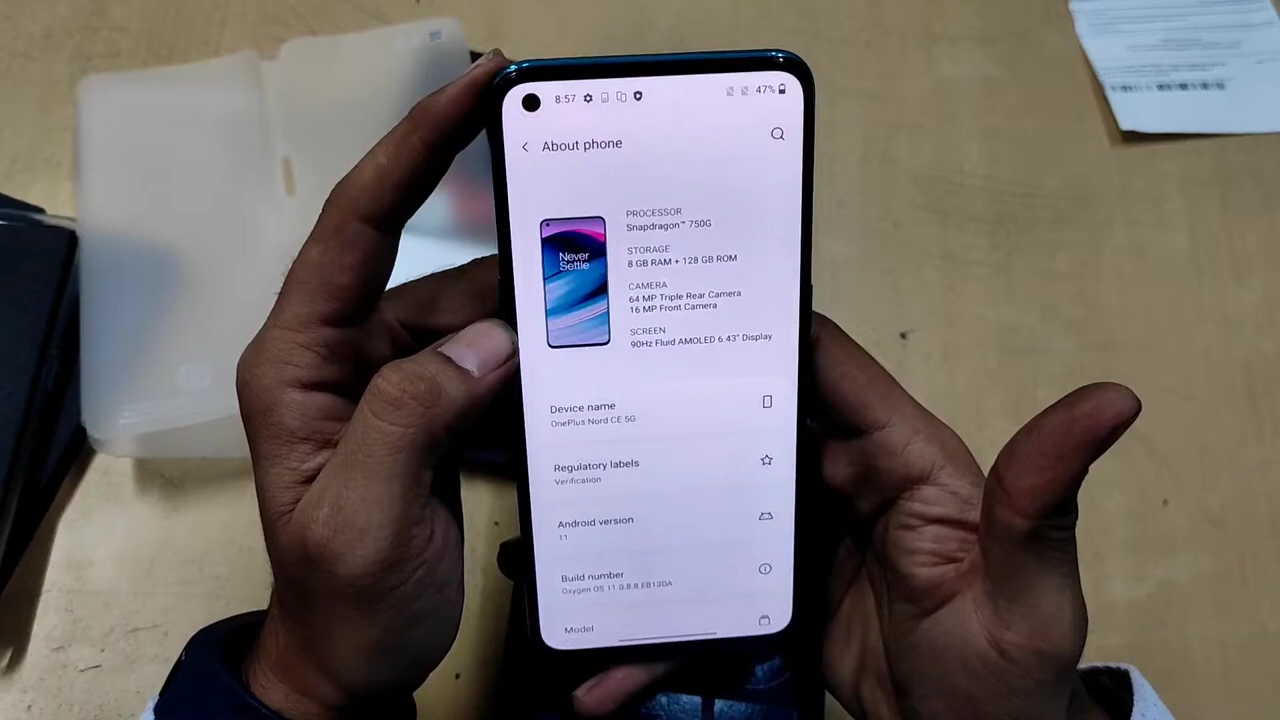 8:57
47%
About phone
PROCESSOR
Snapdragon™ 750G
STORAGE
8 GB RAM + 128 GB ROM
CAMERA
64 MP Triple Rear Camera
16 MP Front Camera
SCREEN
90Hz Fluid AMOLED 6.43" Display
Never
Settle
Device name
OnePlus Nord CE 5G
Regulatory labels
Verification
Android version
11
Build number
Oxygen OS 11.0.8.8.EB13DA
Model